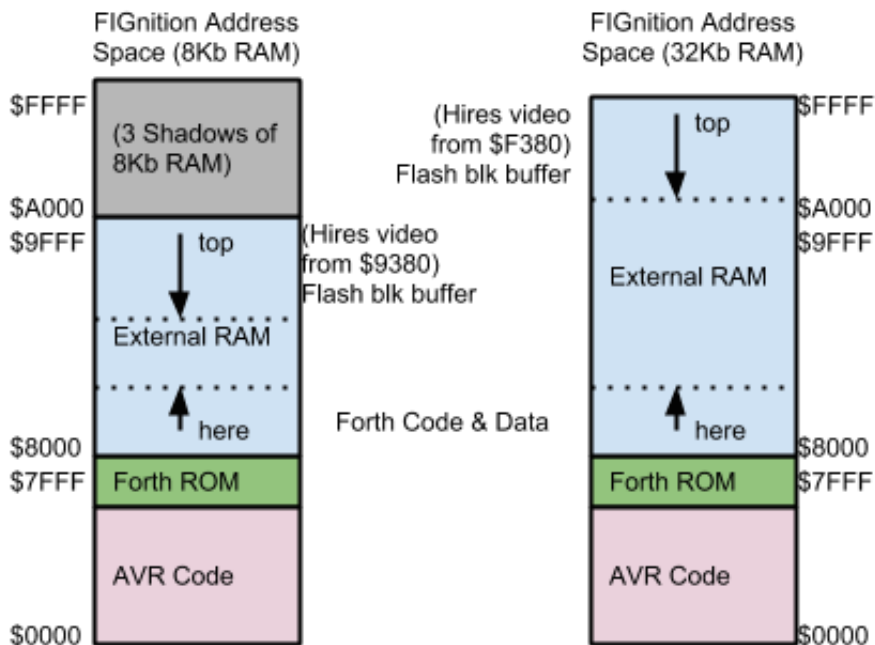 FIGnition Address
Space (8Kb RAM)
$FFFF
(3 Shadows of
8Kb RAM)
$A000
$9FFF
top
(Hires video
from $9380)
Flash blk buffer
External RAM
here
$8000
$7FFF
Forth ROM
AVR Code
$0000
Forth Code & Data
FIGnition Address
Space (32Kb RAM)
(Hires video
from $F380)
Flash blk buffer
top
$FFFF
$A000
$9FFF
External RAM
here
$8000
Forth ROM
$7FFF
AVR Code
$0000